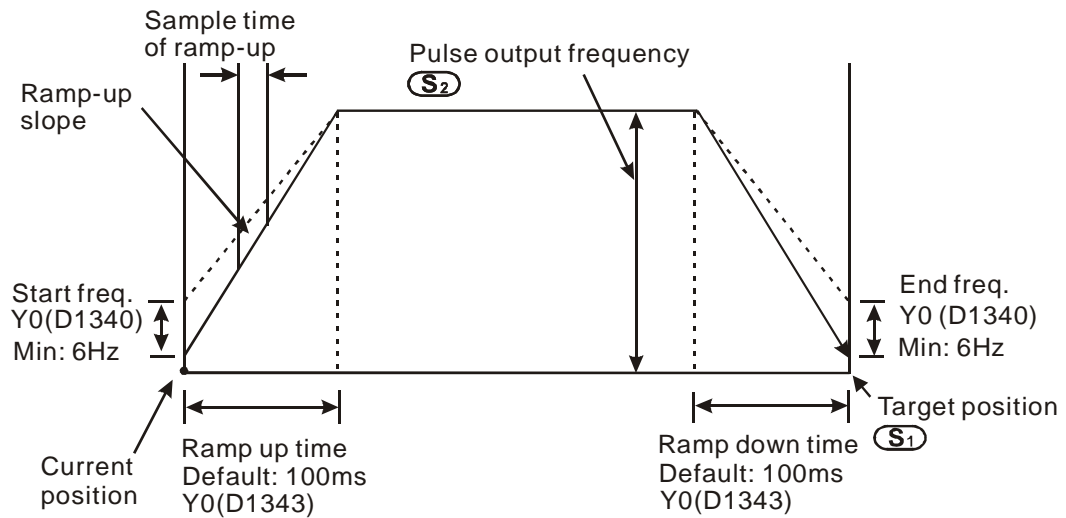 Sample time
of ramp-up
Pulse output frequency
S2
Ramp-up
slope
Start freq.
Y0(D1340)
Min: 6Hz
End freq.
Y0 (D1340)
Min: 6Hz
Target position
S1
Current
position
Ramp up time
Default: 100ms
Y0(D1343)
Ramp down time
Default: 100ms
Y0(D1343)